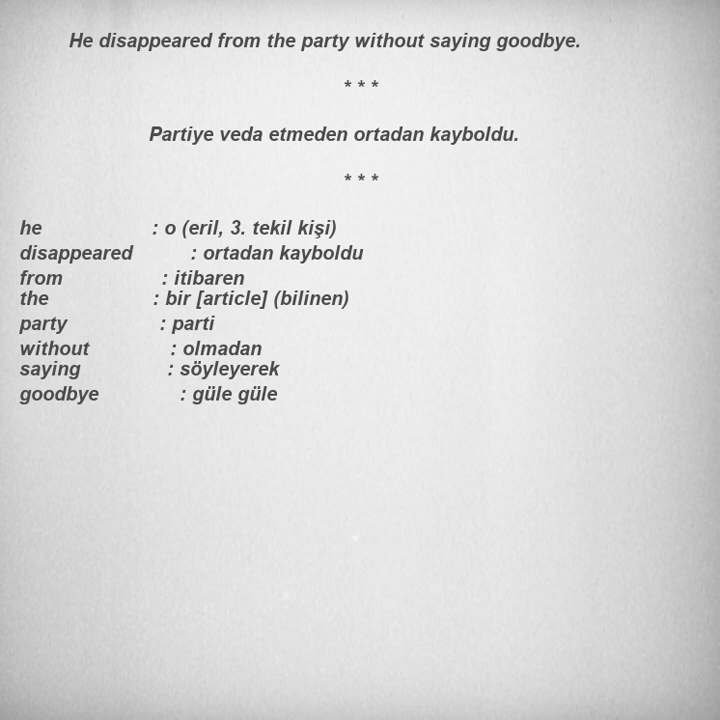 He disappeared from the party without saying goodbye.
* * *
Partiye veda etmeden ortadan kayboldu.
* * *
he : o (eril, 3. tekil kişi)
disappeared : ortadan kayboldu
from : itibaren
the : bir [article] (bilinen)
party : parti
without : olmadan
saying : söyleyerek
goodbye : güle güle